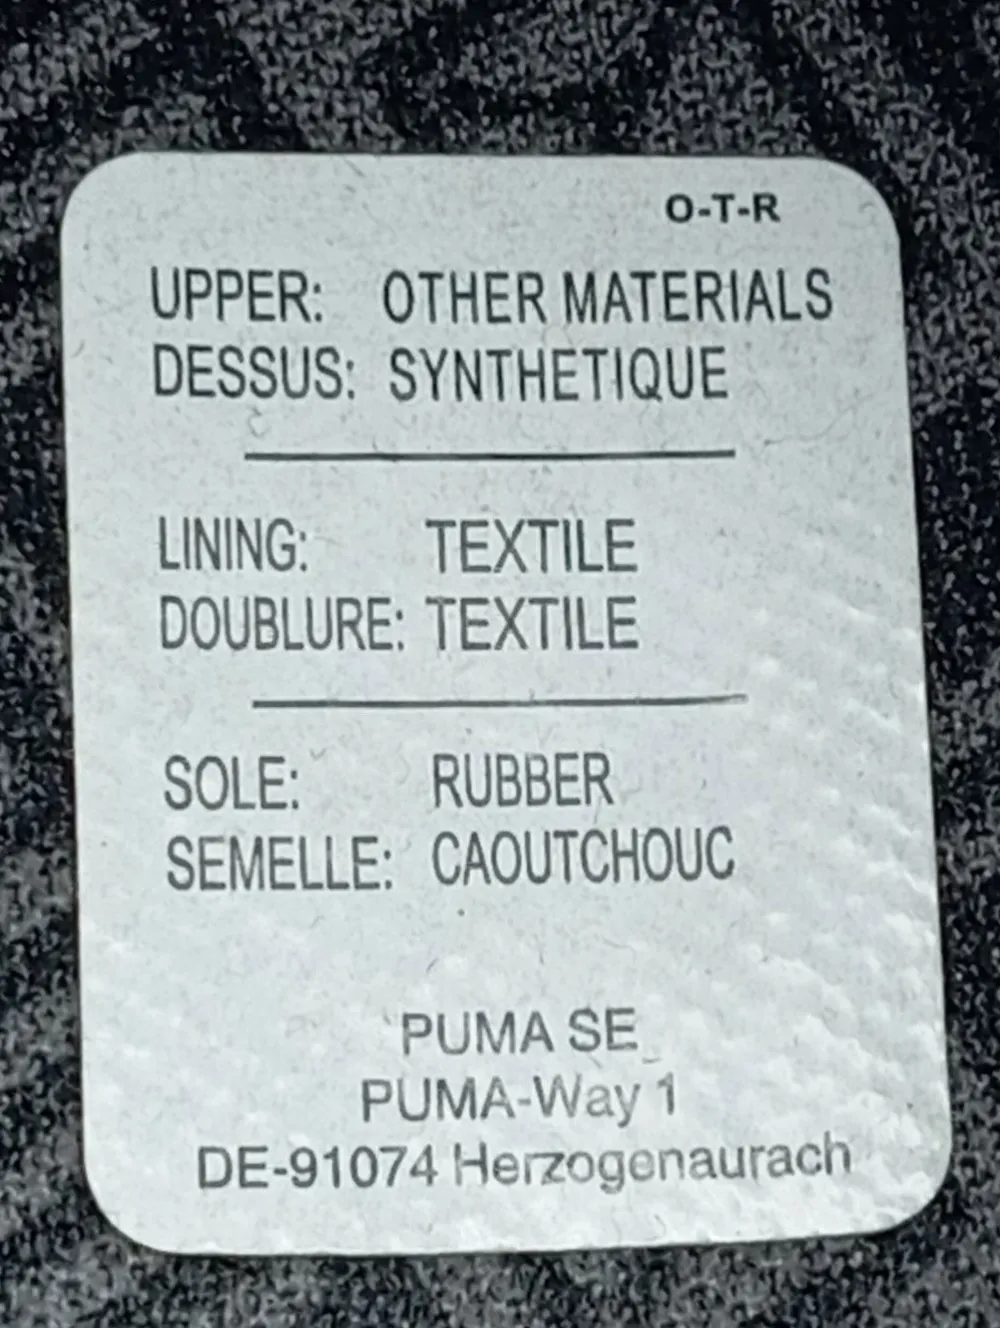 O-T-R
UPPER: OTHER MATERIALS
DESSUS: SYNTHETIQUE
LINING: TEXTILE
DOUBLURE: TEXTILE
SOLE: RUBBER
SEMELLE: CAOUTCHOUC
PUMA SE
PUMA-Way 1
DE-91074 Herzogenaurach